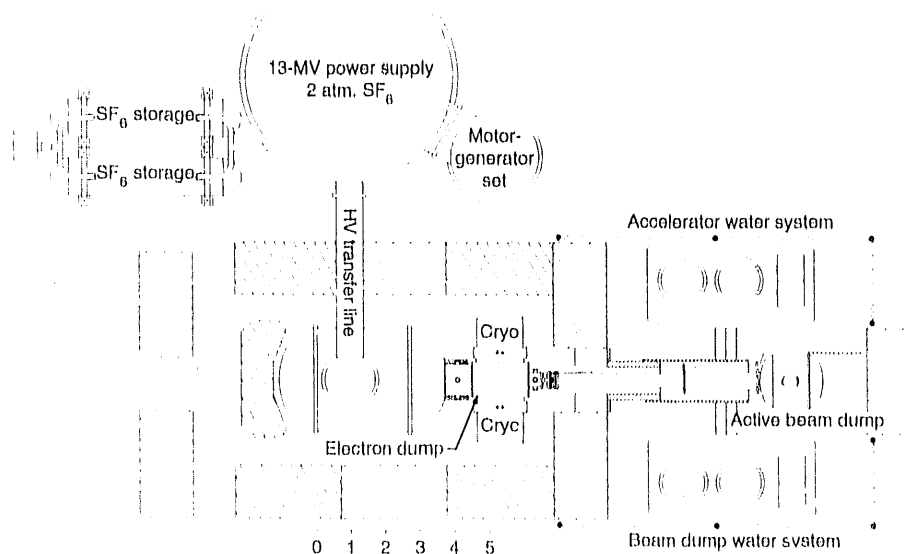 13-MV power supply
2 atm. SF6
SF6 storage
SF6 storage
Motor-
generator
set
HV transfer line
Accelerator water system
Cryo
Cryc
Electron dump
Active beam dump
Beam dump water system
0 1 2 3 4 5